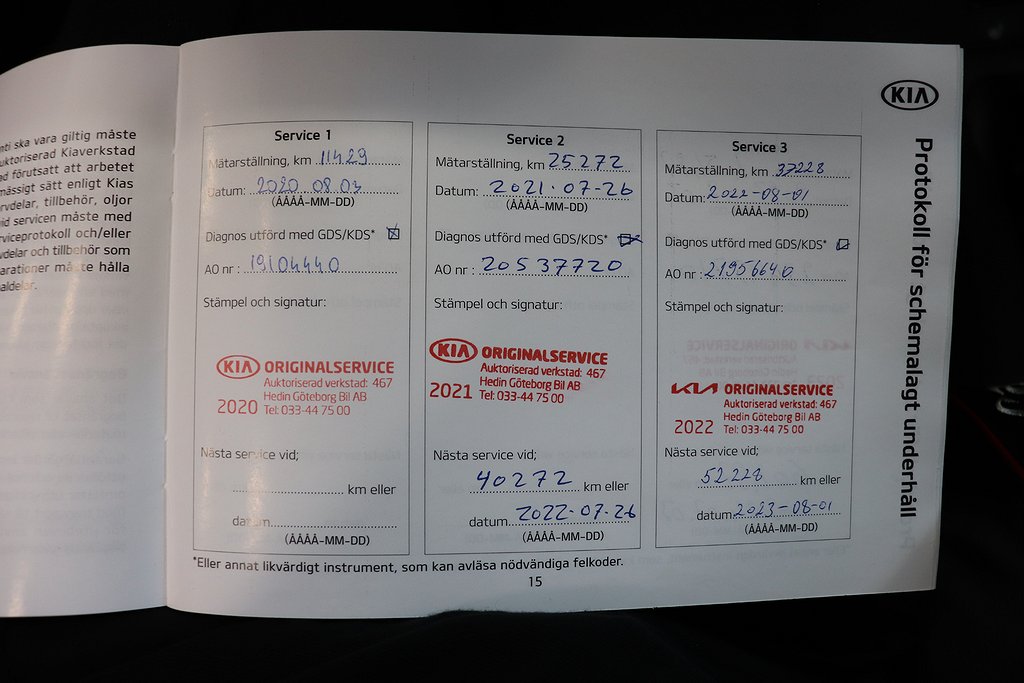 nti ska vara giltig måste
uktoriserad Kiaverkstad
d förutsatt att arbetet
mässigt sätt enligt Kias
rvdelar, tillbehör, oljor
vid servicen måste med
viceprotokoll och/eller
vdelar och tillbehör som
arationer måste hålla
aldelar.
KIA
Protokoll för schemalagt underhåll
Service 1
Mätarställning, km 11429
Datum: 2020 08 03
(ÅÅÅÅ-MM-DD)
Diagnos utförd med GDS/KDS*
AO nr : 19104440
Stämpel och signatur:
KIA ORIGINALSERVICE
Auktoriserad verkstad: 467
Hedin Göteborg Bil AB
2020 Tel: 033-44 75 00
Nästa service vid;
km eller
datum
(ÅÅÅÅ-MM-DD)
Service 2
Mätarställning, km 25272
Datum: 2021-07-26
(ÅÅÅÅ-MM-DD)
Diagnos utförd med GDS/KDS*
AO nr : 20537720
Stämpel och signatur:
KIA ORIGINALSERVICE
Auktoriserad verkstad: 467
Hedin Göteborg Bil AB
2021 Tel: 033-44 75 00
Nästa service vid;
40272 km eller
datum 2022-07-26
(ÅÅÅÅ-MM-DD)
Service 3
Mätarställning, km 37228
Datum: 2022-08-01
(ÅÅÅÅ-MM-DD)
Diagnos utförd med GDS/KDS*
AO nr : 21956640
Stämpel och signatur:
KIA ORIGINALSERVICE
Auktoriserad verkstad: 467
Hedin Göteborg Bil AB
2022 Tel: 033-44 75 00
Nästa service vid;
52228 km eller
datum 2023-08-01
(ÅÅÅÅ-MM-DD)
*Eller annat likvärdigt instrument, som kan avläsa nödvändiga felkoder.
15